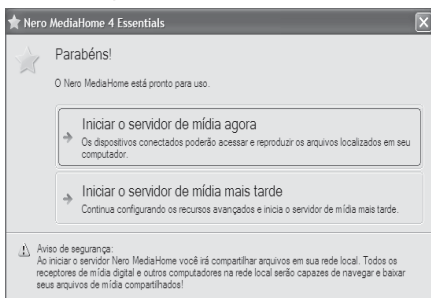 Nero MediaHome 4 Essentials
Parabéns!
O Nero MediaHome está pronto para uso.
Iniciar o servidor de mídia agora
Os dispositivos conectados poderão acessar e reproduzir os arquivos localizados em seu
computador.
Iniciar o servidor de mídia mais tarde
Continua configurando os recursos avançados e inicia o servidor de mídia mais tarde.
Aviso de segurança:
Ao iniciar o servidor Nero MediaHome você irá compartilhar arquivos em sua rede local. Todos os
receptores de mídia digital e outros computadores na rede local serão capazes de navegar e baixar
seus arquivos de mídia compartilhados!